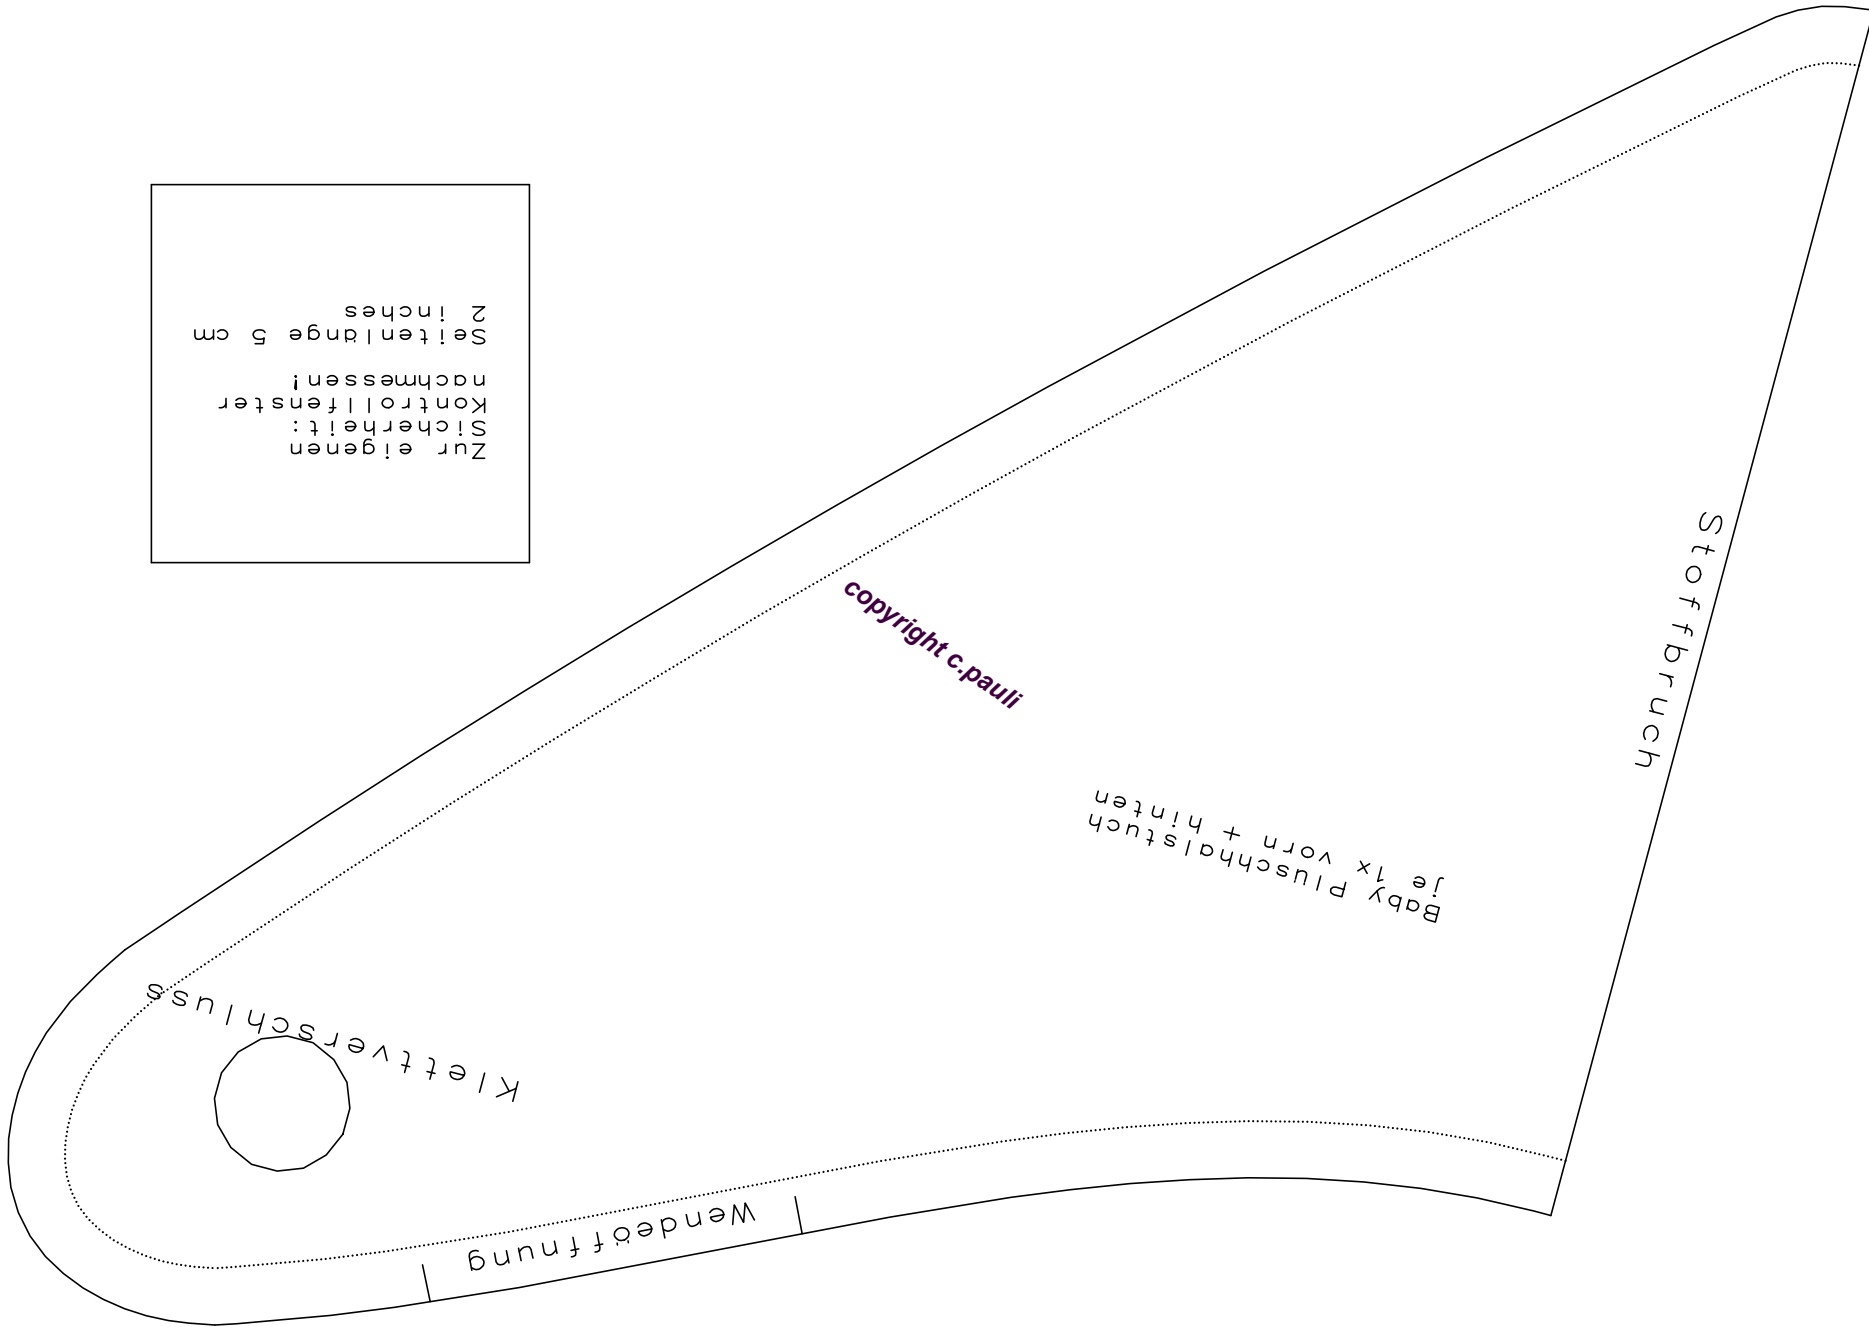 Zur eigenen
Sicherheit:
Kontrollfenster
nachmessen!
Seitenlänge 5 cm
2 inches
copyright c.pauli
Stoffbruch
Baby Pluschhalstuch
je 1x vorn + hinten
Klettverschluss
Wendeöffnung